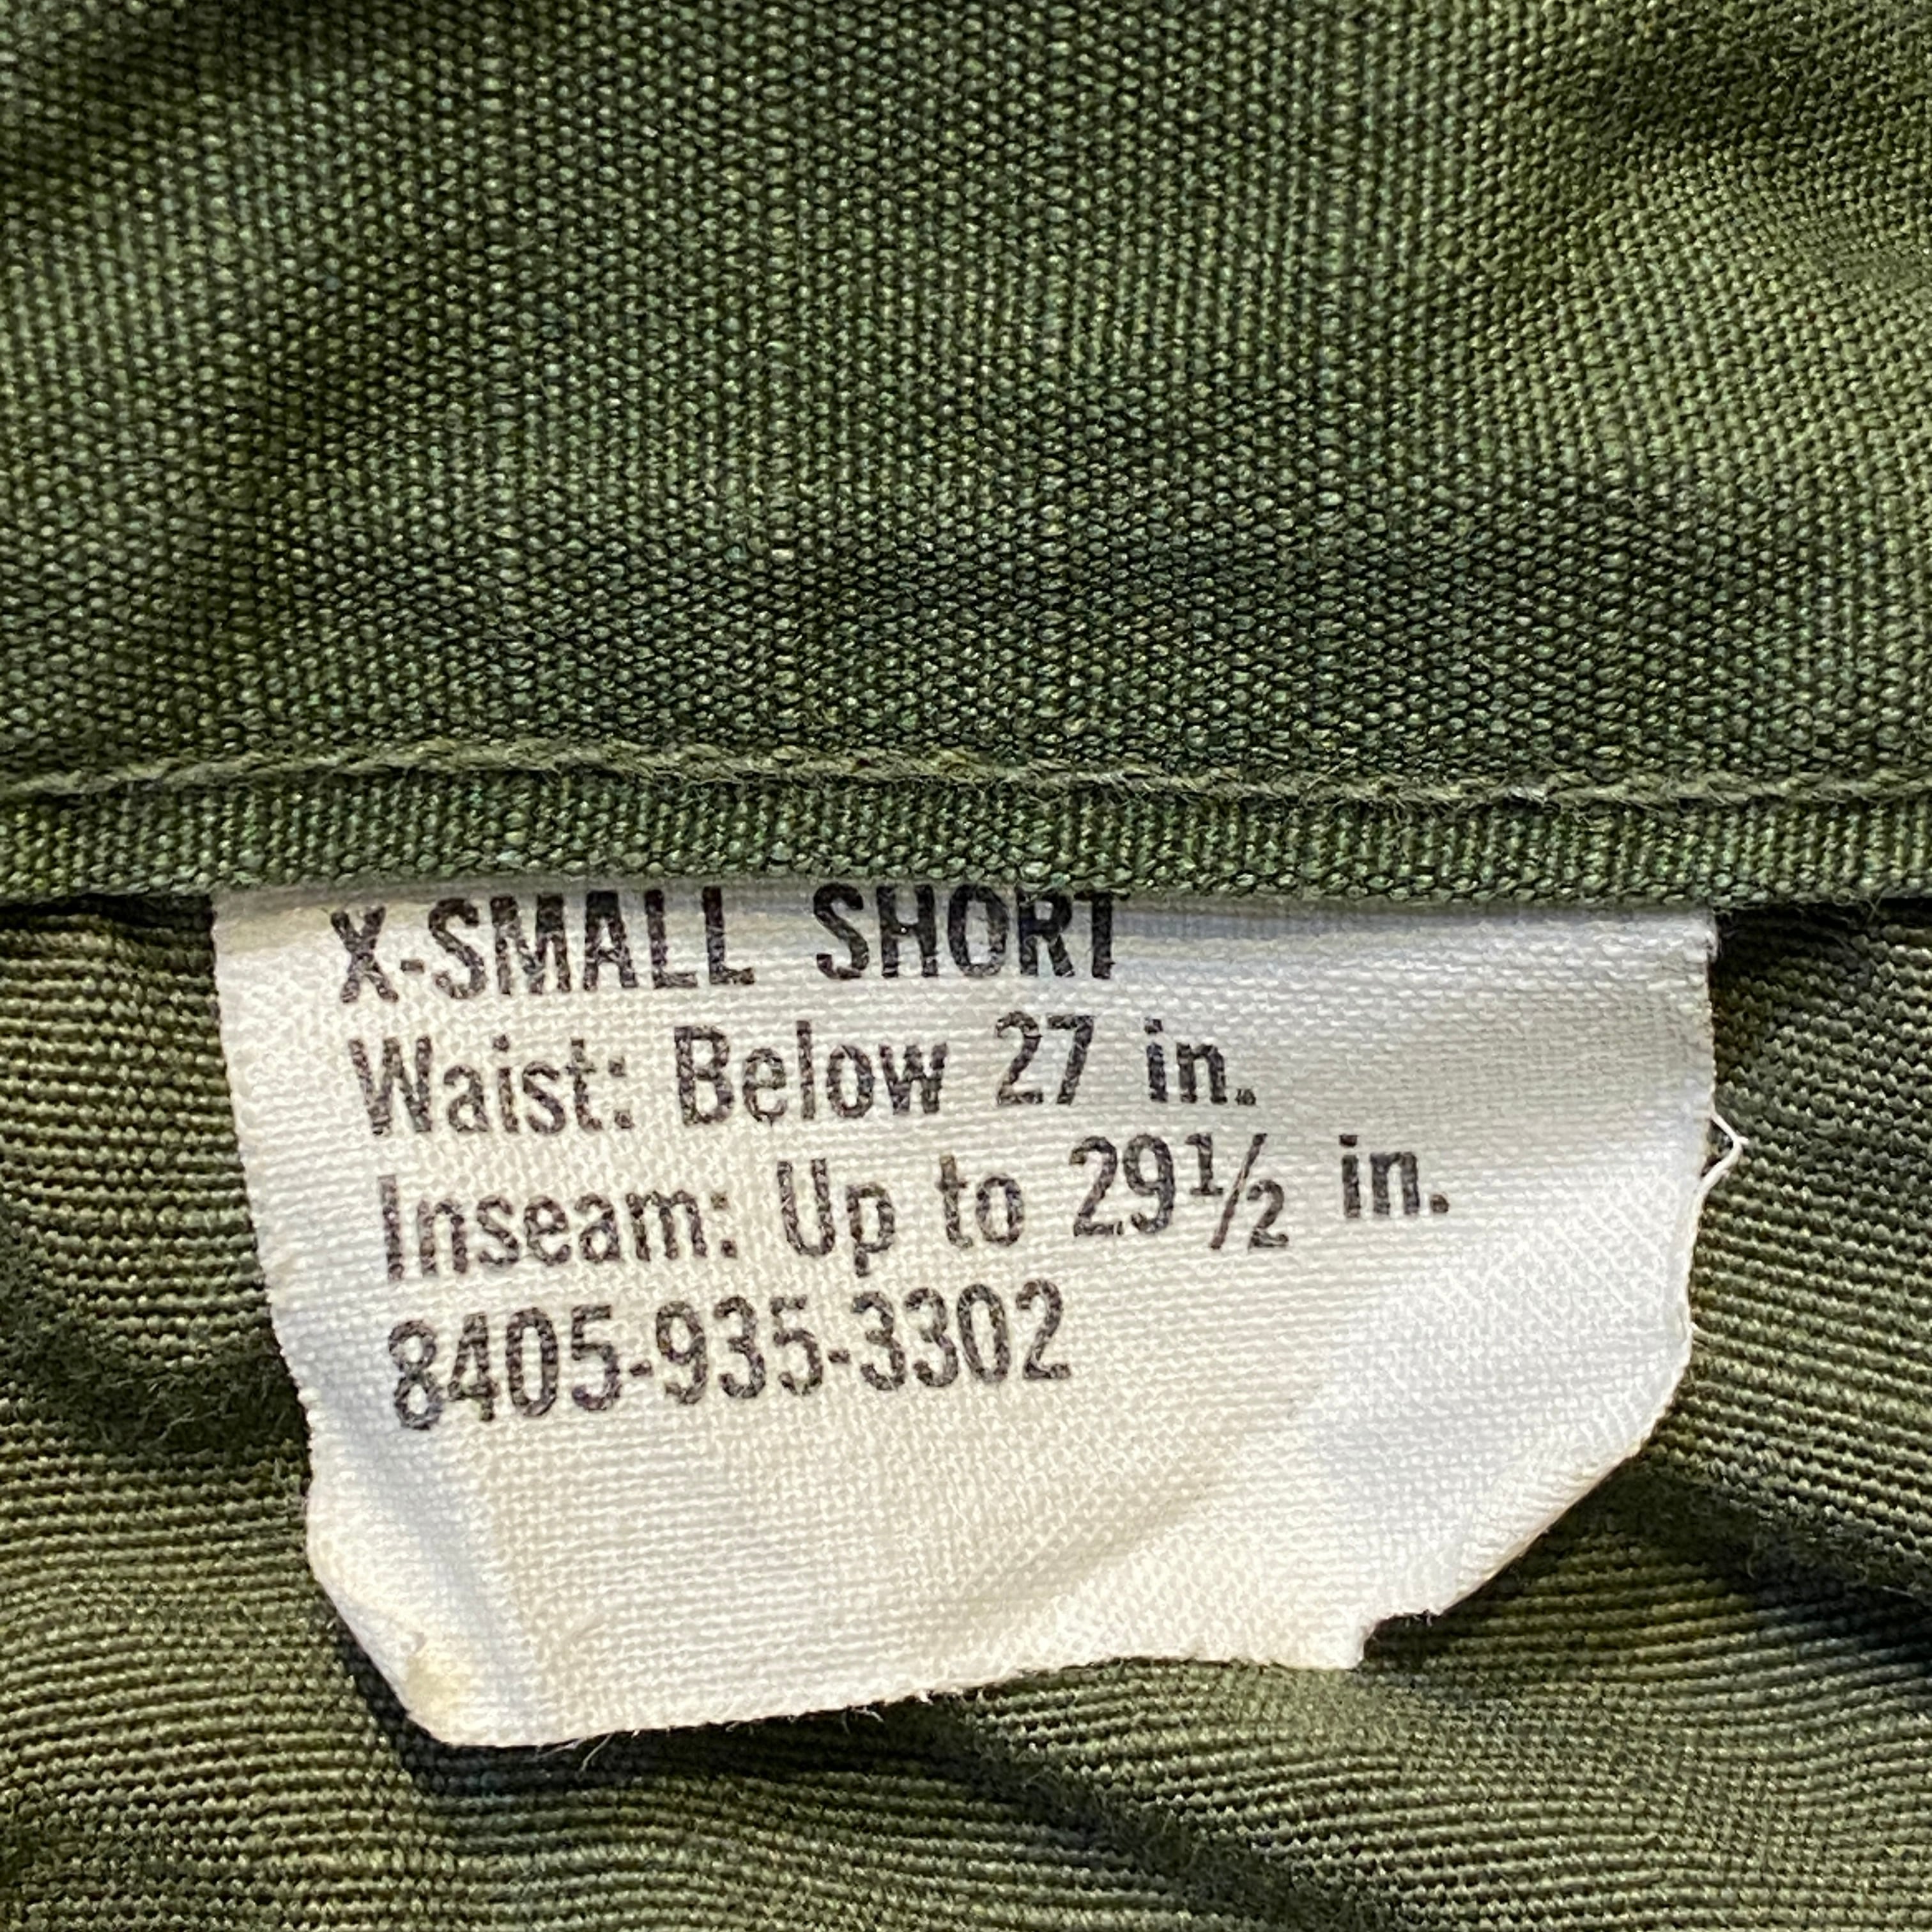 X-SMALL SHORT
Waist: Below 27 in.
Inseam: Up to 29½ in.
8405-935-3302